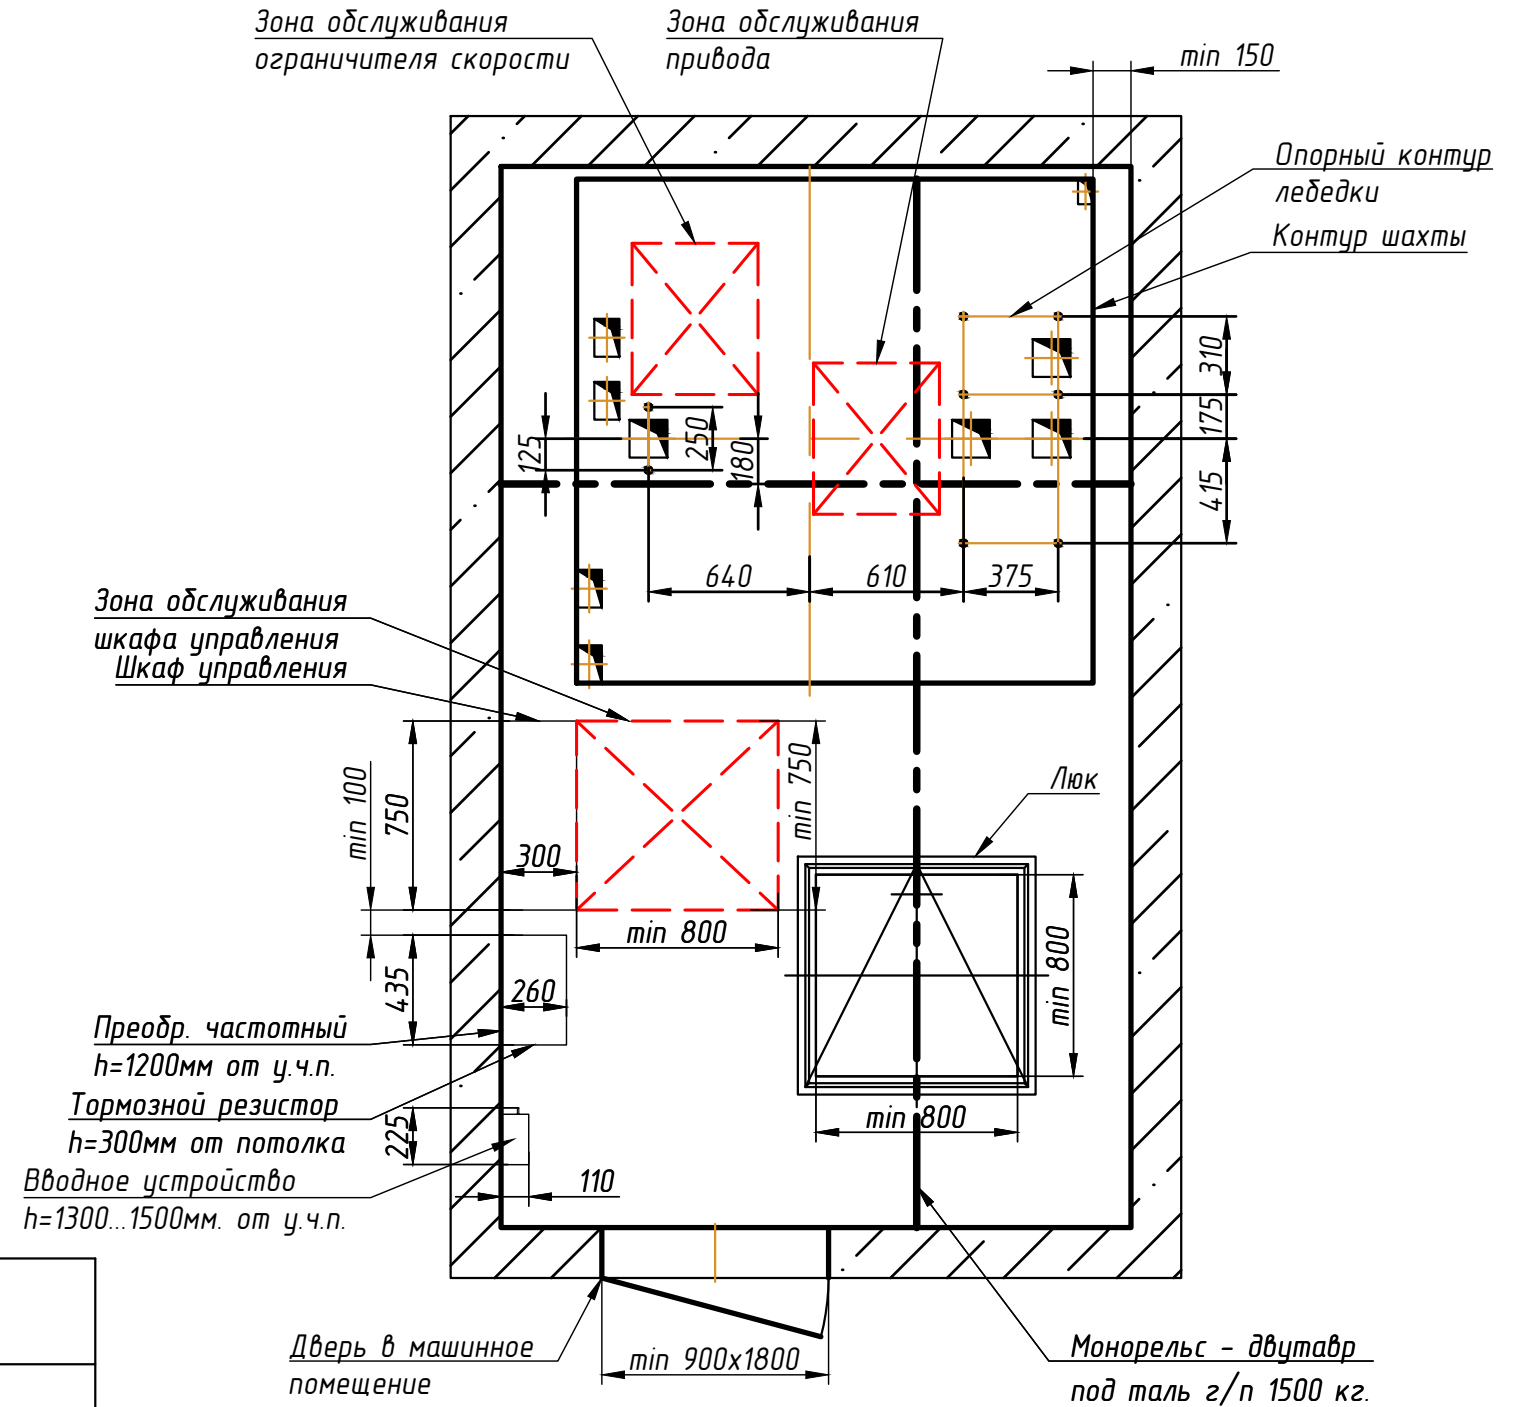 Зона обслуживания
ограничителя скорости
Зона обслуживания
привода
min 150
Опорный контур
лебедки
Контур шахты
310
175
415
125
250
180
640
610
375
Зона обслуживания
шкафа управления
Шкаф управления
min 100
750
300
min 750
min 800
Люк
min 800
min 800
435
260
Преобр. частотный
h=1200мм от у.ч.п.
Тормозной резистор
h=300мм от потолка
225
Вводное устройство
h=1300...1500мм. от у.ч.п.
110
Дверь в машинное
помещение
min 900х1800
Монорельс - двутавр
под таль г/п 1500 кг.